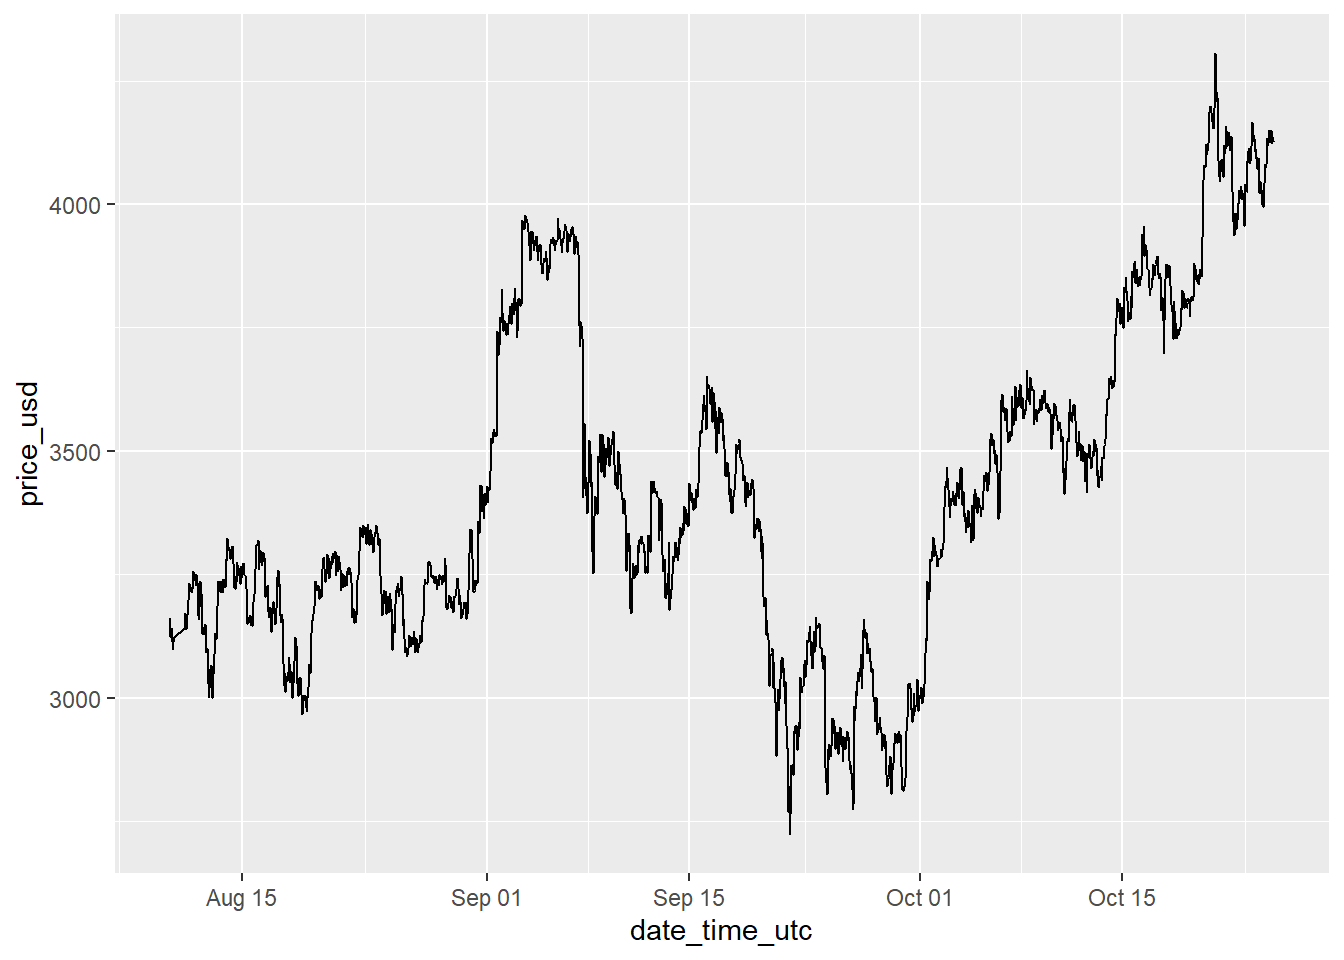 price_usd
4000
3500
3000
Aug 15
Sep 01
Sep 15
Oct 01
Oct 15
date_time_utc